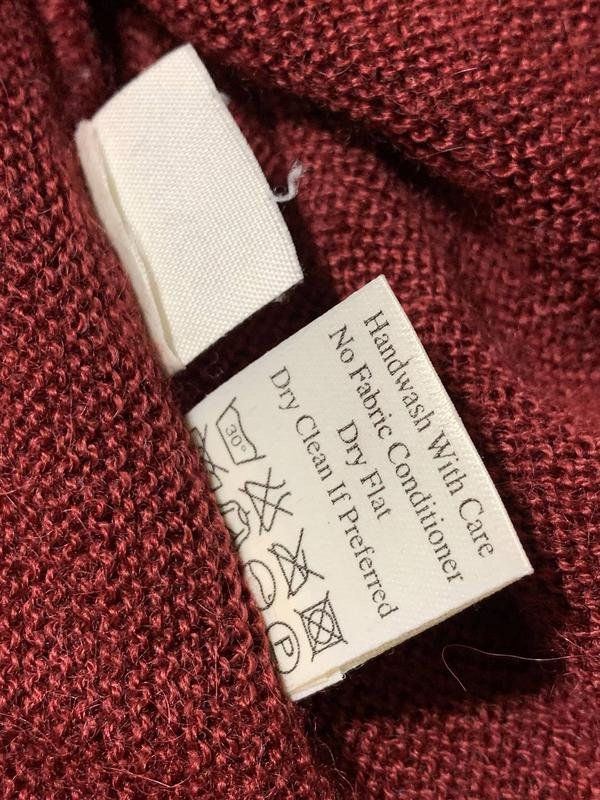 Handwash With Care
No Fabric Conditioner
Dry Flat
Dry Clean If Preferred
30°
P